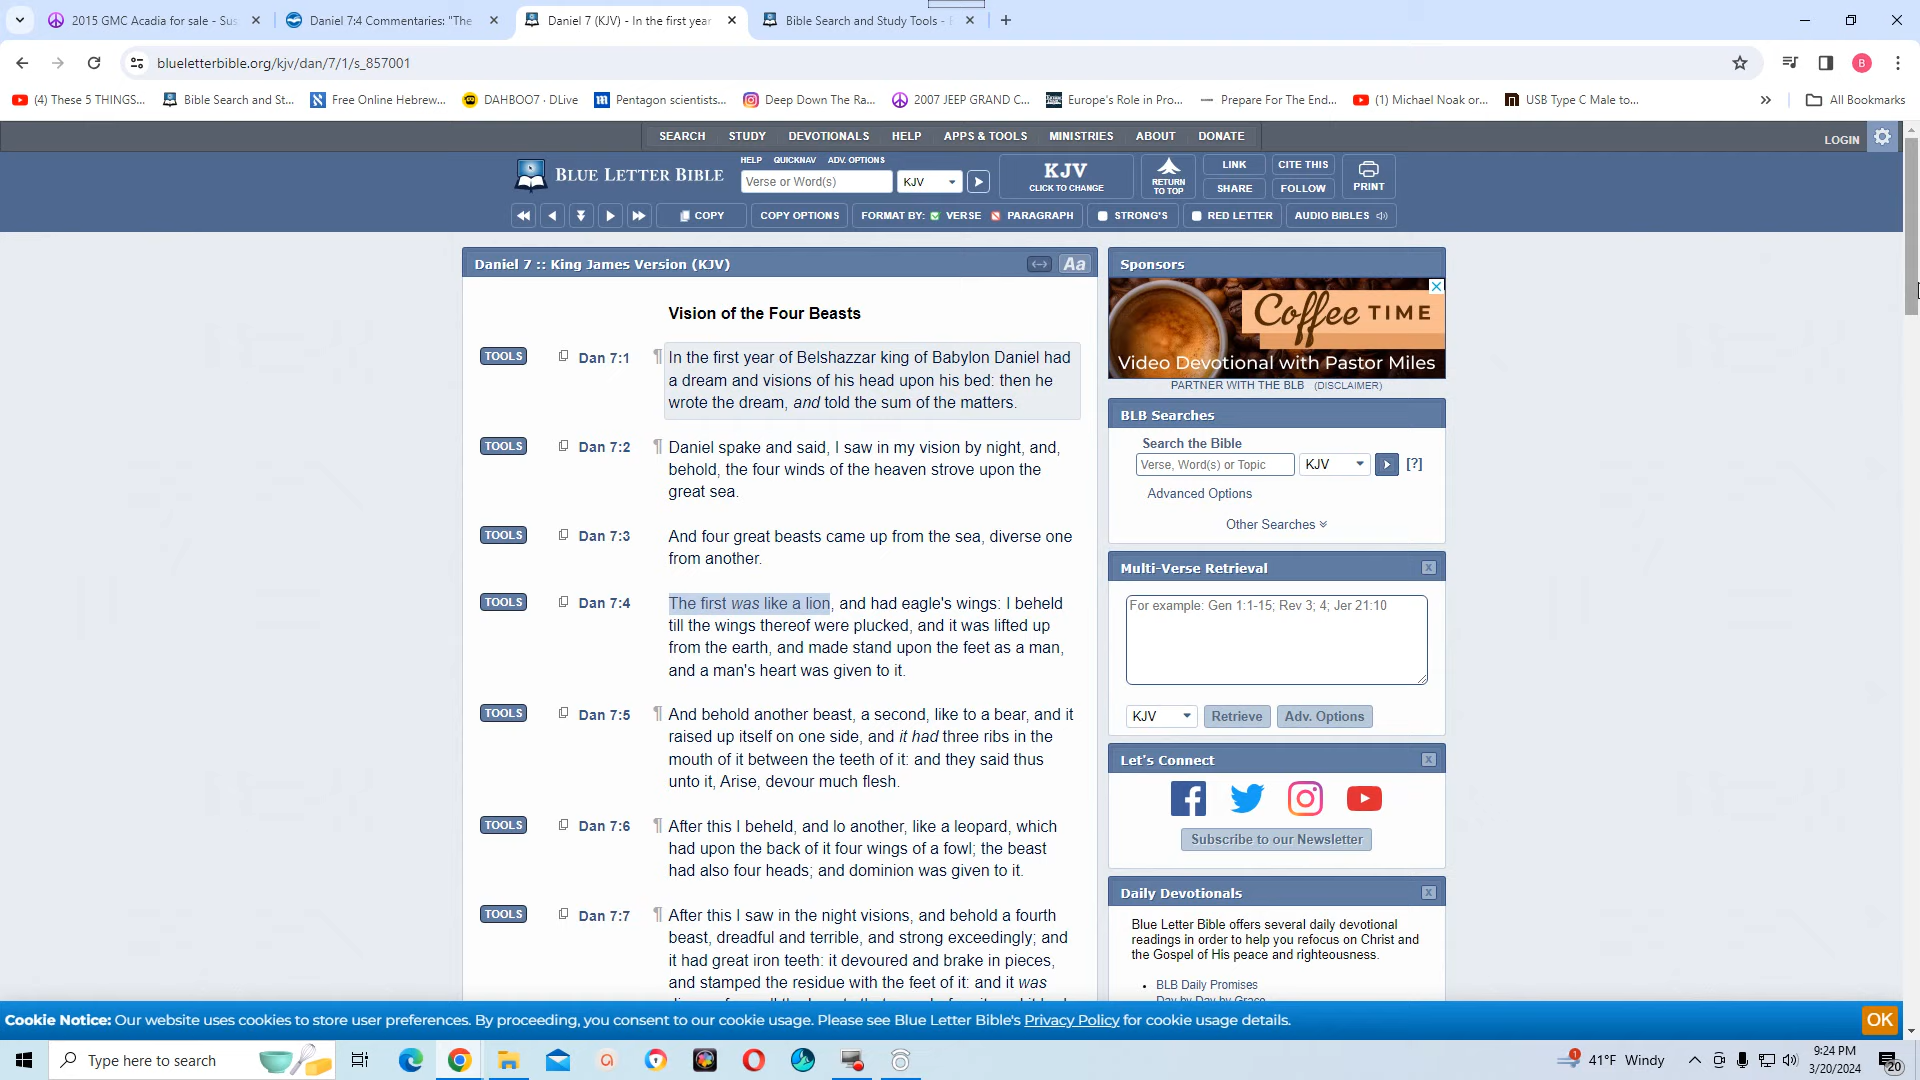 2015 GMC Acadia for sale - Sus
Daniel 7:4 Commentaries: "The
Daniel 7 (KJV) - In the first year
Bible Search and Study Tools -
blueletterbible.org/kjv/dan/7/1/s_857001
B
(4) These 5 THINGS...
Bible Search and St...
Free Online Hebrew...
DAHBOO7 · DLive
Pentagon scientists...
Deep Down The Ra...
2007 JEEP GRAND C...
Europe's Role in Pro...
Prepare For The End...
(1) Michael Noak or...
USB Type C Male to...
All Bookmarks
SEARCH STUDY DEVOTIONALS HELP APPS & TOOLS MINISTRIES ABOUT DONATE
LOGIN
BLUE LETTER BIBLE
HELP QUICKNAV ADV. OPTIONS
Verse or Word(s) KJV
KJV
CLICK TO CHANGE
RETURN
TO TOP
LINK CITE THIS
SHARE FOLLOW
PRINT
COPY COPY OPTIONS FORMAT BY: VERSE PARAGRAPH STRONG'S RED LETTER AUDIO BIBLES
Daniel 7 :: King James Version (KJV)
Aa
Vision of the Four Beasts
TOOLS Dan 7:1 ¶ In the first year of Belshazzar king of Babylon Daniel had
a dream and visions of his head upon his bed: then he
wrote the dream, and told the sum of the matters.
TOOLS Dan 7:2 ¶ Daniel spake and said, I saw in my vision by night, and,
behold, the four winds of the heaven strove upon the
great sea.
TOOLS Dan 7:3 And four great beasts came up from the sea, diverse one
from another.
TOOLS Dan 7:4 The first was like a lion, and had eagle's wings: I beheld
till the wings thereof were plucked, and it was lifted up
from the earth, and made stand upon the feet as a man,
and a man's heart was given to it.
TOOLS Dan 7:5 ¶ And behold another beast, a second, like to a bear, and it
raised up itself on one side, and it had three ribs in the
mouth of it between the teeth of it: and they said thus
unto it, Arise, devour much flesh.
TOOLS Dan 7:6 ¶ After this I beheld, and lo another, like a leopard, which
had upon the back of it four wings of a fowl; the beast
had also four heads; and dominion was given to it.
TOOLS Dan 7:7 ¶ After this I saw in the night visions, and behold a fourth
beast, dreadful and terrible, and strong exceedingly; and
it had great iron teeth: it devoured and brake in pieces,
and stamped the residue with the feet of it: and it was
Sponsors
Coffee TIME
Video Devotional with Pastor Miles
PARTNER WITH THE BLB (DISCLAIMER)
BLB Searches
Search the Bible
Verse, Word(s) or Topic KJV [?]
Advanced Options
Other Searches
Multi-Verse Retrieval
For example: Gen 1:1-15; Rev 3; 4; Jer 21:10
KJV Retrieve Adv. Options
Let's Connect
Subscribe to our Newsletter
Daily Devotionals
Blue Letter Bible offers several daily devotional
readings in order to help you refocus on Christ and
the Gospel of His peace and righteousness.
• BLB Daily Promises
Day by Day by Grace
Cookie Notice: Our website uses cookies to store user preferences. By proceeding, you consent to our cookie usage. Please see Blue Letter Bible's Privacy Policy for cookie usage details.
OK
Type here to search
1
41°F Windy
9:24 PM
3/20/2024
20